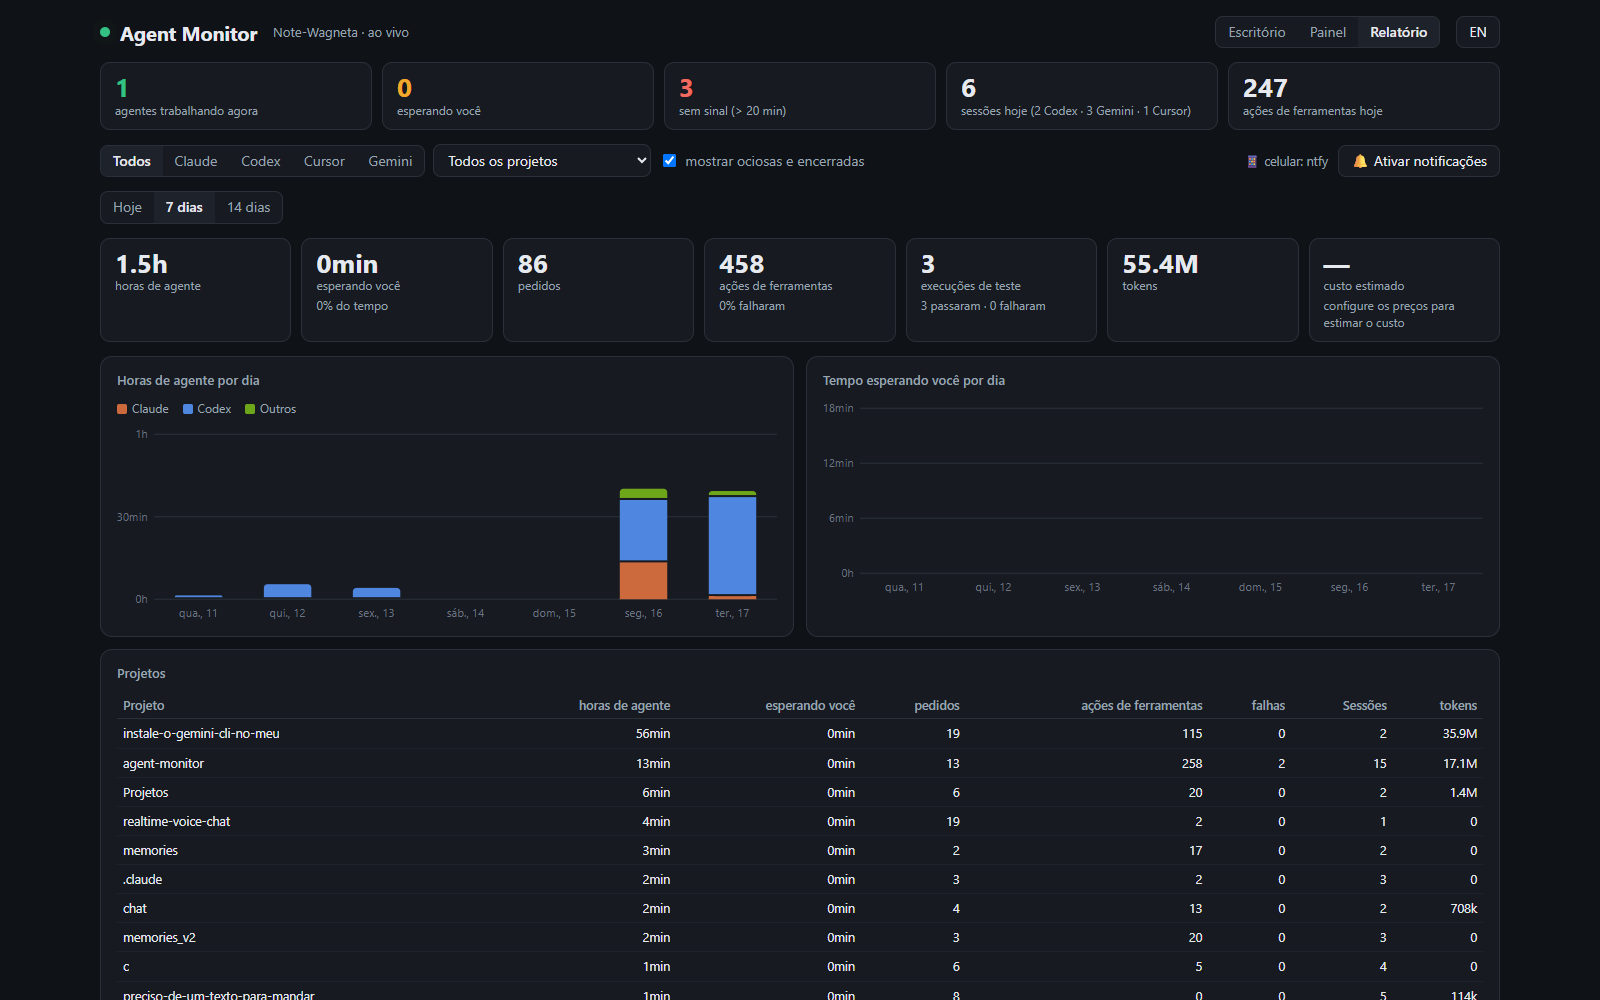 Agent Monitor Note-Wagneta · ao vivo Escritório Painel Relatório EN
1 0 3 6 247
agentes trabalhando agora esperando você sem sinal (> 20 min) sessões hoje (2 Codex · 3 Gemini · 1 Cursor) ações de ferramentas hoje
Todos Claude Codex Cursor Gemini Todos os projetos mostrar ociosas e encerradas celular: ntfy Ativar notificações
Hoje 7 dias 14 dias
1.5h 0min 86 458 3 55.4M —
horas de agente esperando você pedidos ações de ferramentas execuções de teste tokens custo estimado
0% do tempo 0% falharam 3 passaram · 0 falharam configure os preços para
estimar o custo
Horas de agente por dia
Claude Codex Outros
1h
30min
0h
qua., 11 qui., 12 sex., 13 sáb., 14 dom., 15 seg., 16 ter., 17
Tempo esperando você por dia
18min
12min
6min
0h
qua., 11 qui., 12 sex., 13 sáb., 14 dom., 15 seg., 16 ter., 17
Projetos
Projeto horas de agente esperando você pedidos ações de ferramentas falhas Sessões tokens
instale-o-gemini-cli-no-meu 56min 0min 19 115 0 2 35.9M
agent-monitor 13min 0min 13 258 2 15 17.1M
Projetos 6min 0min 6 20 0 2 1.4M
realtime-voice-chat 4min 0min 19 2 0 1 0
memories 3min 0min 2 17 0 2 0
.claude 2min 0min 3 2 0 3 0
chat 2min 0min 4 13 0 2 708k
memories_v2 2min 0min 3 20 0 3 0
c 1min 0min 6 5 0 4 0
preciso-de-um-texto-para-mandar 1min 0min 8 0 0 5 114k